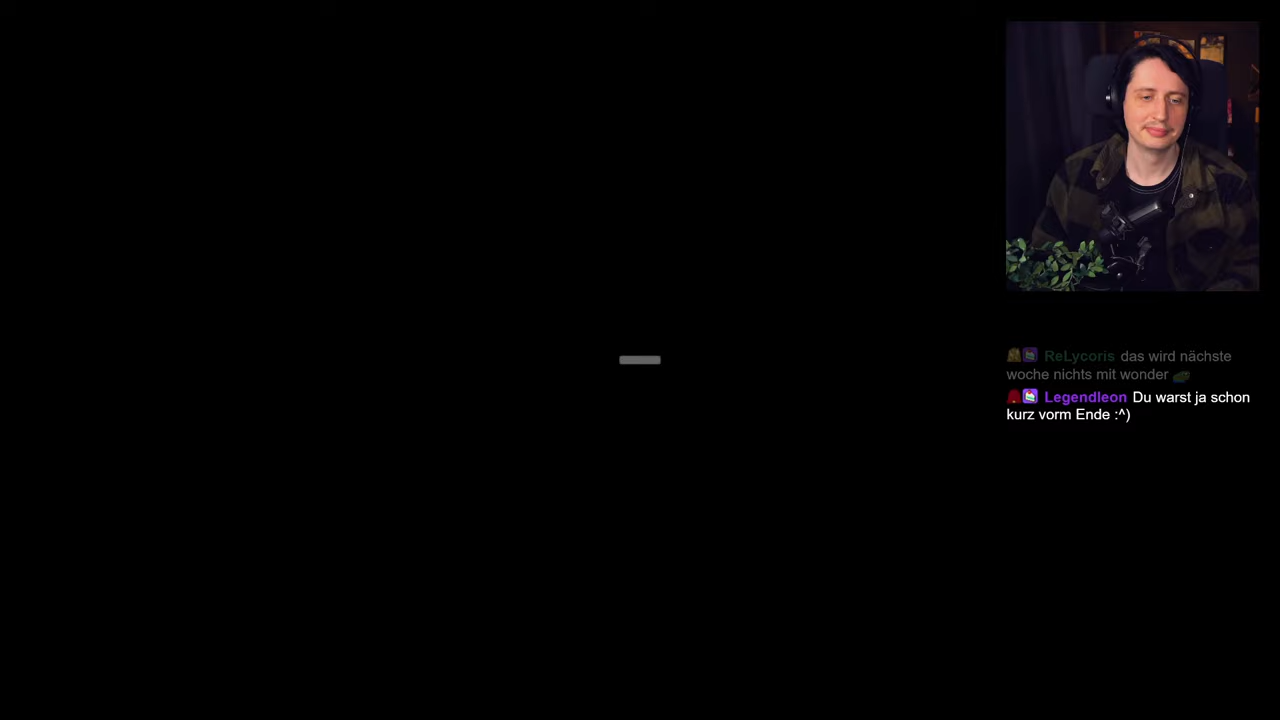 ReLycoris das wird nächste
woche nichts mit wonder
Legendleon Du warst ja schon
kurz vorm Ende :^)